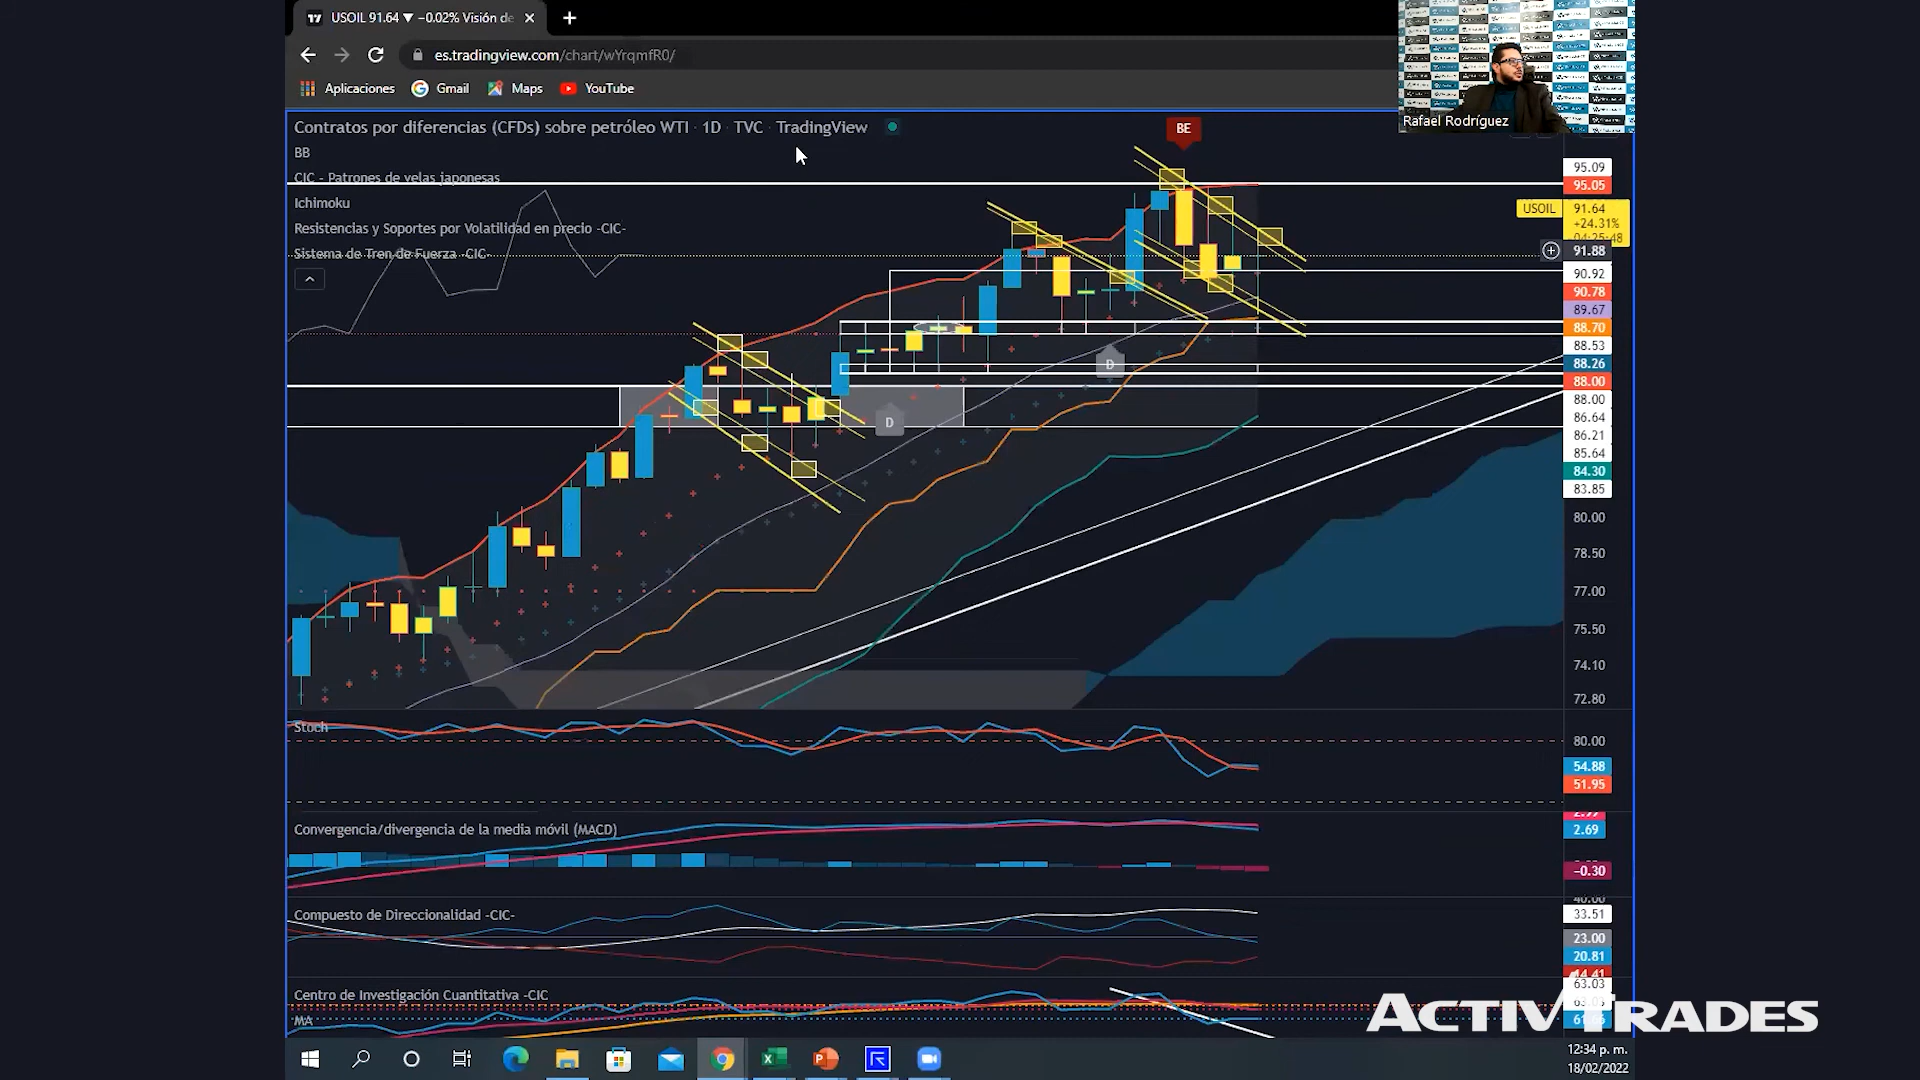 USOIL 91.64 ▼ −0.02% Visión de
es.tradingview.com/chart/wYrqmfR0/
Aplicaciones Gmail Maps YouTube
Rafael Rodríguez
Contratos por diferencias (CFDs) sobre petróleo WTI · 1D · TVC · TradingView
BB
CIC - Patrones de velas japonesas
Ichimoku
Resistencias y Soportes por Volatilidad en precio -CIC-
Sistema de Tren de Fuerza -CIC-
BE
D
D
95.09
95.05
USOIL 91.64
+24.31%
04:25:48
91.88
90.92
90.78
89.67
88.70
88.53
88.26
88.00
88.00
86.64
86.21
85.64
84.30
83.85
80.00
78.50
77.00
75.50
74.10
72.80
Stoch
80.00
54.88
51.95
Convergencia/divergencia de la media móvil (MACD)
2.69
−0.30
Compuesto de Direccionalidad -CIC-
40.00
33.51
23.00
20.81
14.41
Centro de Investigación Cuantitativa -CIC
MA
63.03
ACTIVTRADES
12:34 p. m.
18/02/2022